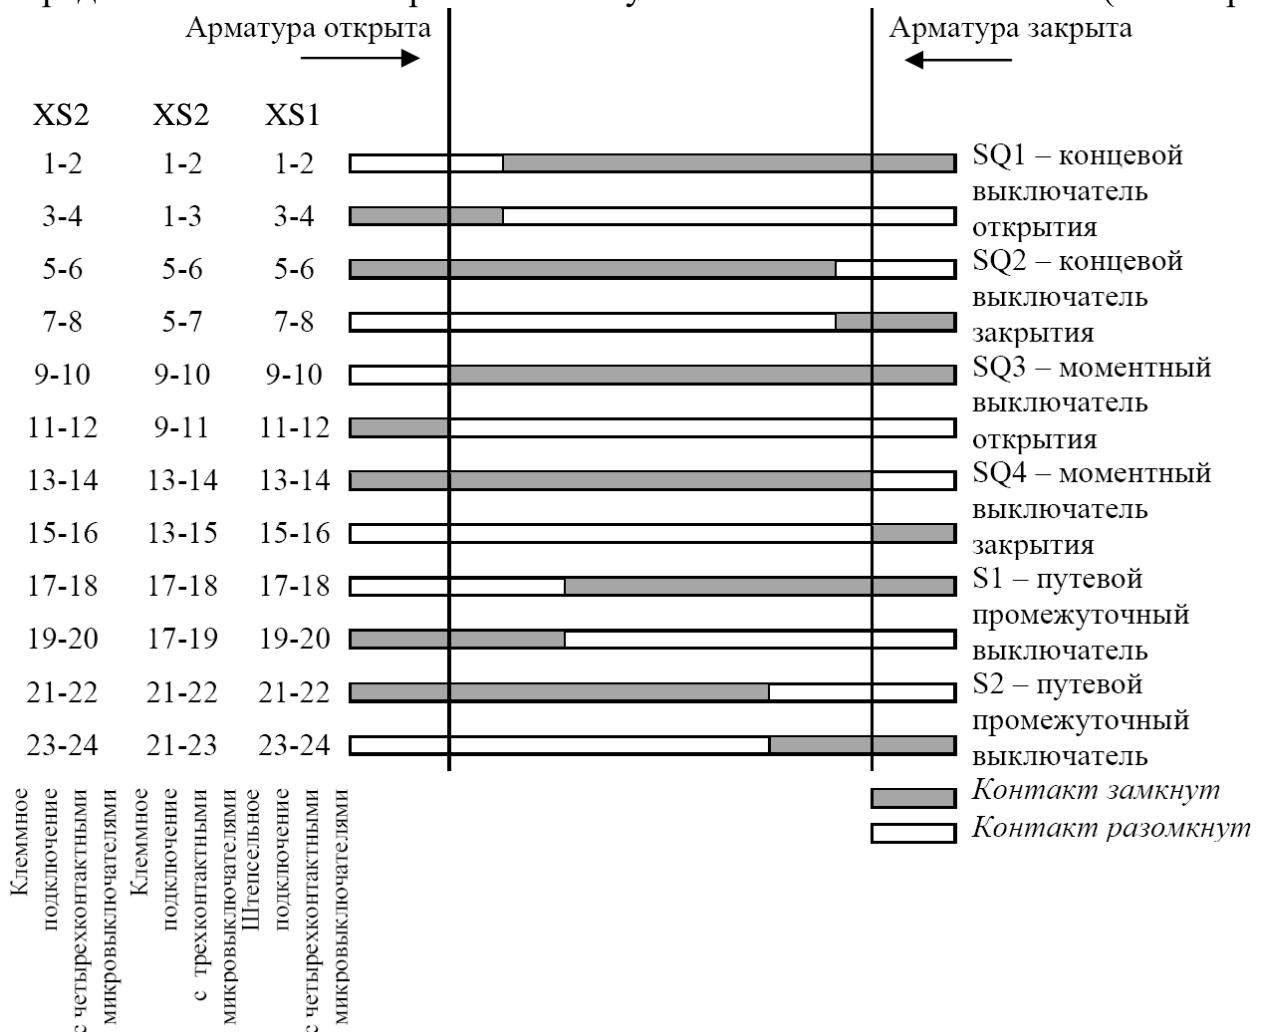 Арматура открыта
Арматура закрыта
XS2 XS2 XS1
1-2 1-2 1-2
SQ1 – концевой
выключатель
открытия
3-4 1-3 3-4
5-6 5-6 5-6
SQ2 – концевой
выключатель
закрытия
7-8 5-7 7-8
9-10 9-10 9-10
SQ3 – моментный
выключатель
открытия
11-12 9-11 11-12
13-14 13-14 13-14
SQ4 – моментный
выключатель
закрытия
15-16 13-15 15-16
17-18 17-18 17-18
S1 – путевой
промежуточный
выключатель
19-20 17-19 19-20
21-22 21-22 21-22
S2 – путевой
промежуточный
выключатель
23-24 21-23 23-24
Контакт замкнут
Контакт разомкнут
Клеммное
подключение
с четырехконтактными
микровыключателями
Клеммное
подключение
с трехконтактными
микровыключателями
Штепсельное
подключение
с четырехконтактными
микровыключателями